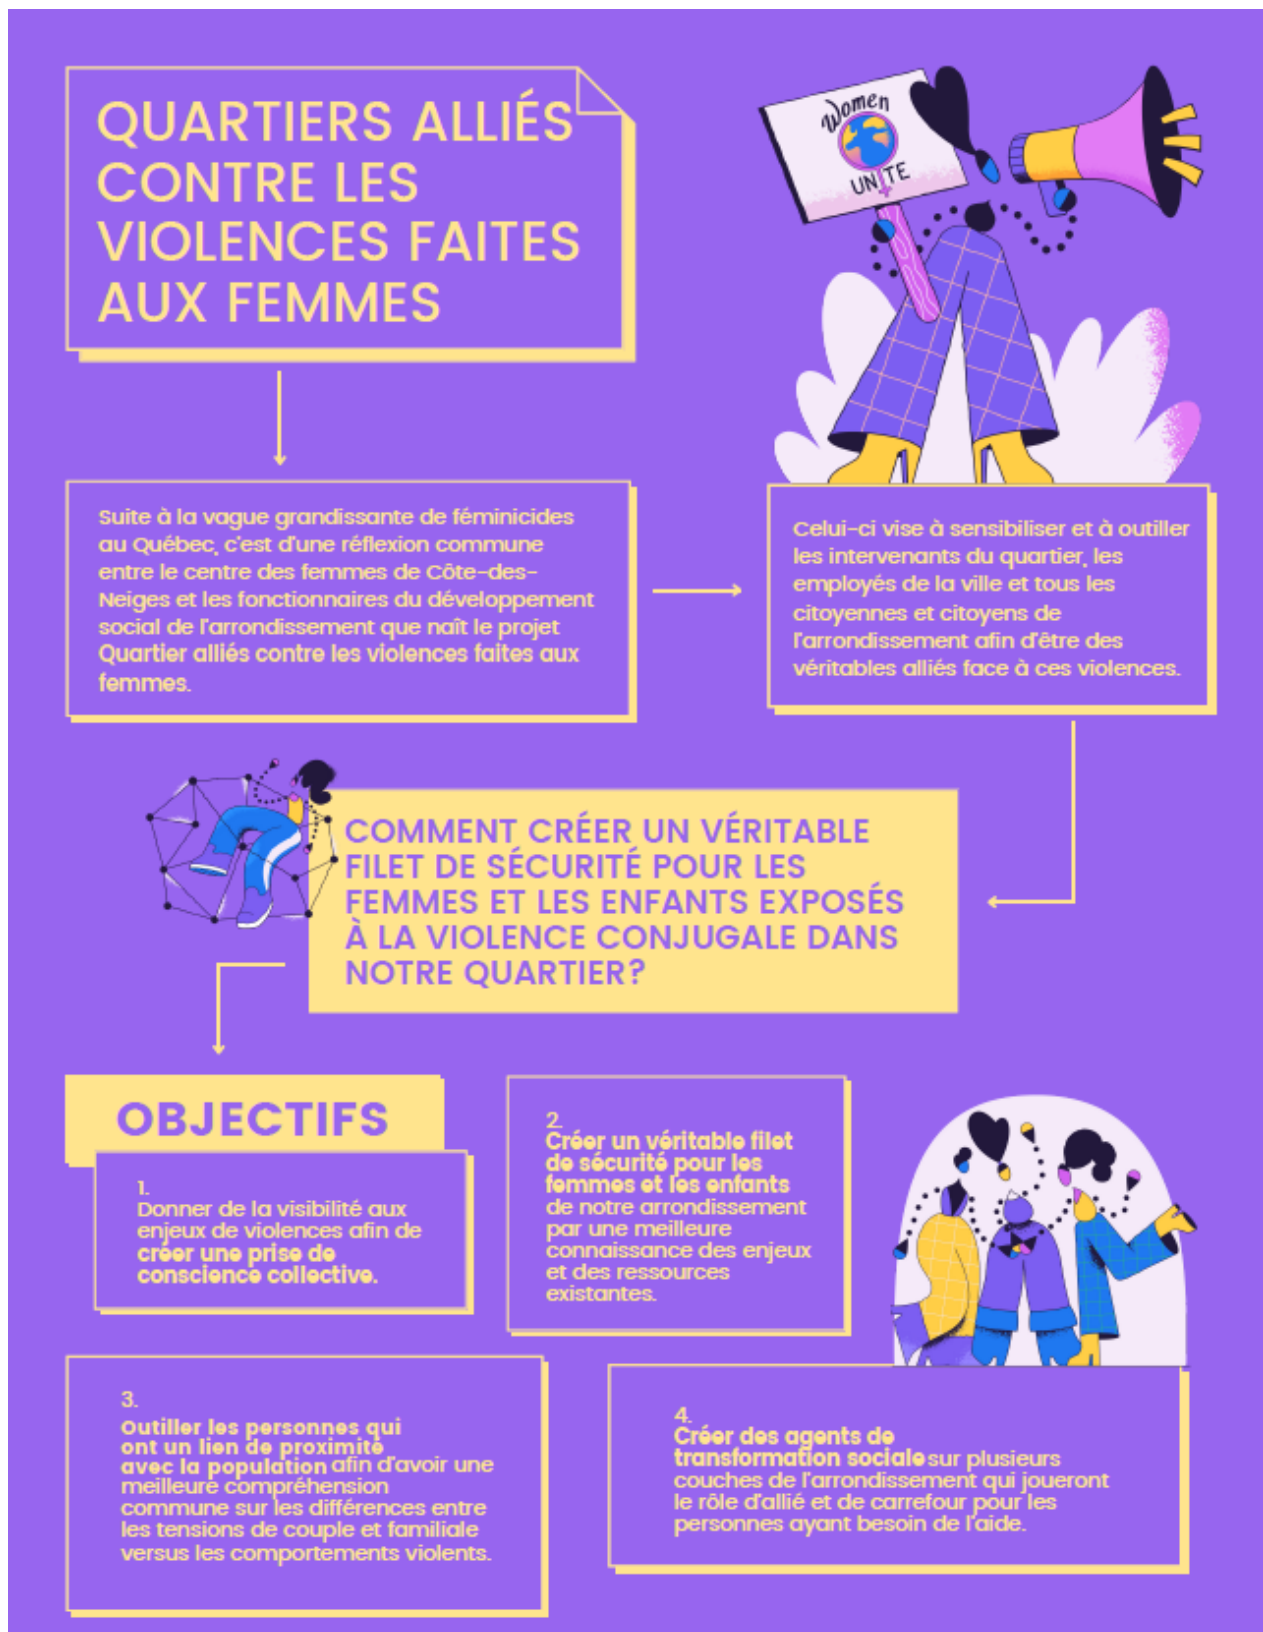 QUARTIERS ALLIÉS
CONTRE LES
VIOLENCES FAITES
AUX FEMMES
Women
UNITE
Suite à la vague grandissante de féminicides
au Québec, c'est d'une réflexion commune
entre le centre des femmes de Côte-des-
Neiges et les fonctionnaires du développement
social de l'arrondissement que naît le projet
Quartier alliés contre les violences faites aux
femmes.
Celui-ci vise à sensibiliser et à outiller
les intervenants du quartier, les
employés de la ville et tous les
citoyennes et citoyens de
l'arrondissement afin d'être des
véritables alliés face à ces violences.
COMMENT CRÉER UN VÉRITABLE
FILET DE SÉCURITÉ POUR LES
FEMMES ET LES ENFANTS EXPOSÉS
À LA VIOLENCE CONJUGALE DANS
NOTRE QUARTIER?
OBJECTIFS
1.
Donner de la visibilité aux
enjeux de violences afin de
créer une prise de
conscience collective.
2.
Créer un véritable filet
de sécurité pour les
femmes et les enfants
de notre arrondissement
par une meilleure
connaissance des enjeux
et des ressources
existantes.
3.
Outiller les personnes qui
ont un lien de proximité
avec la population afin d'avoir une
meilleure compréhension
commune sur les différences entre
les tensions de couple et familiale
versus les comportements violents.
4.
Créer des agents de
transformation sociale sur plusieurs
couches de l'arrondissement qui joueront
le rôle d'allié et de carrefour pour les
personnes ayant besoin de l'aide.